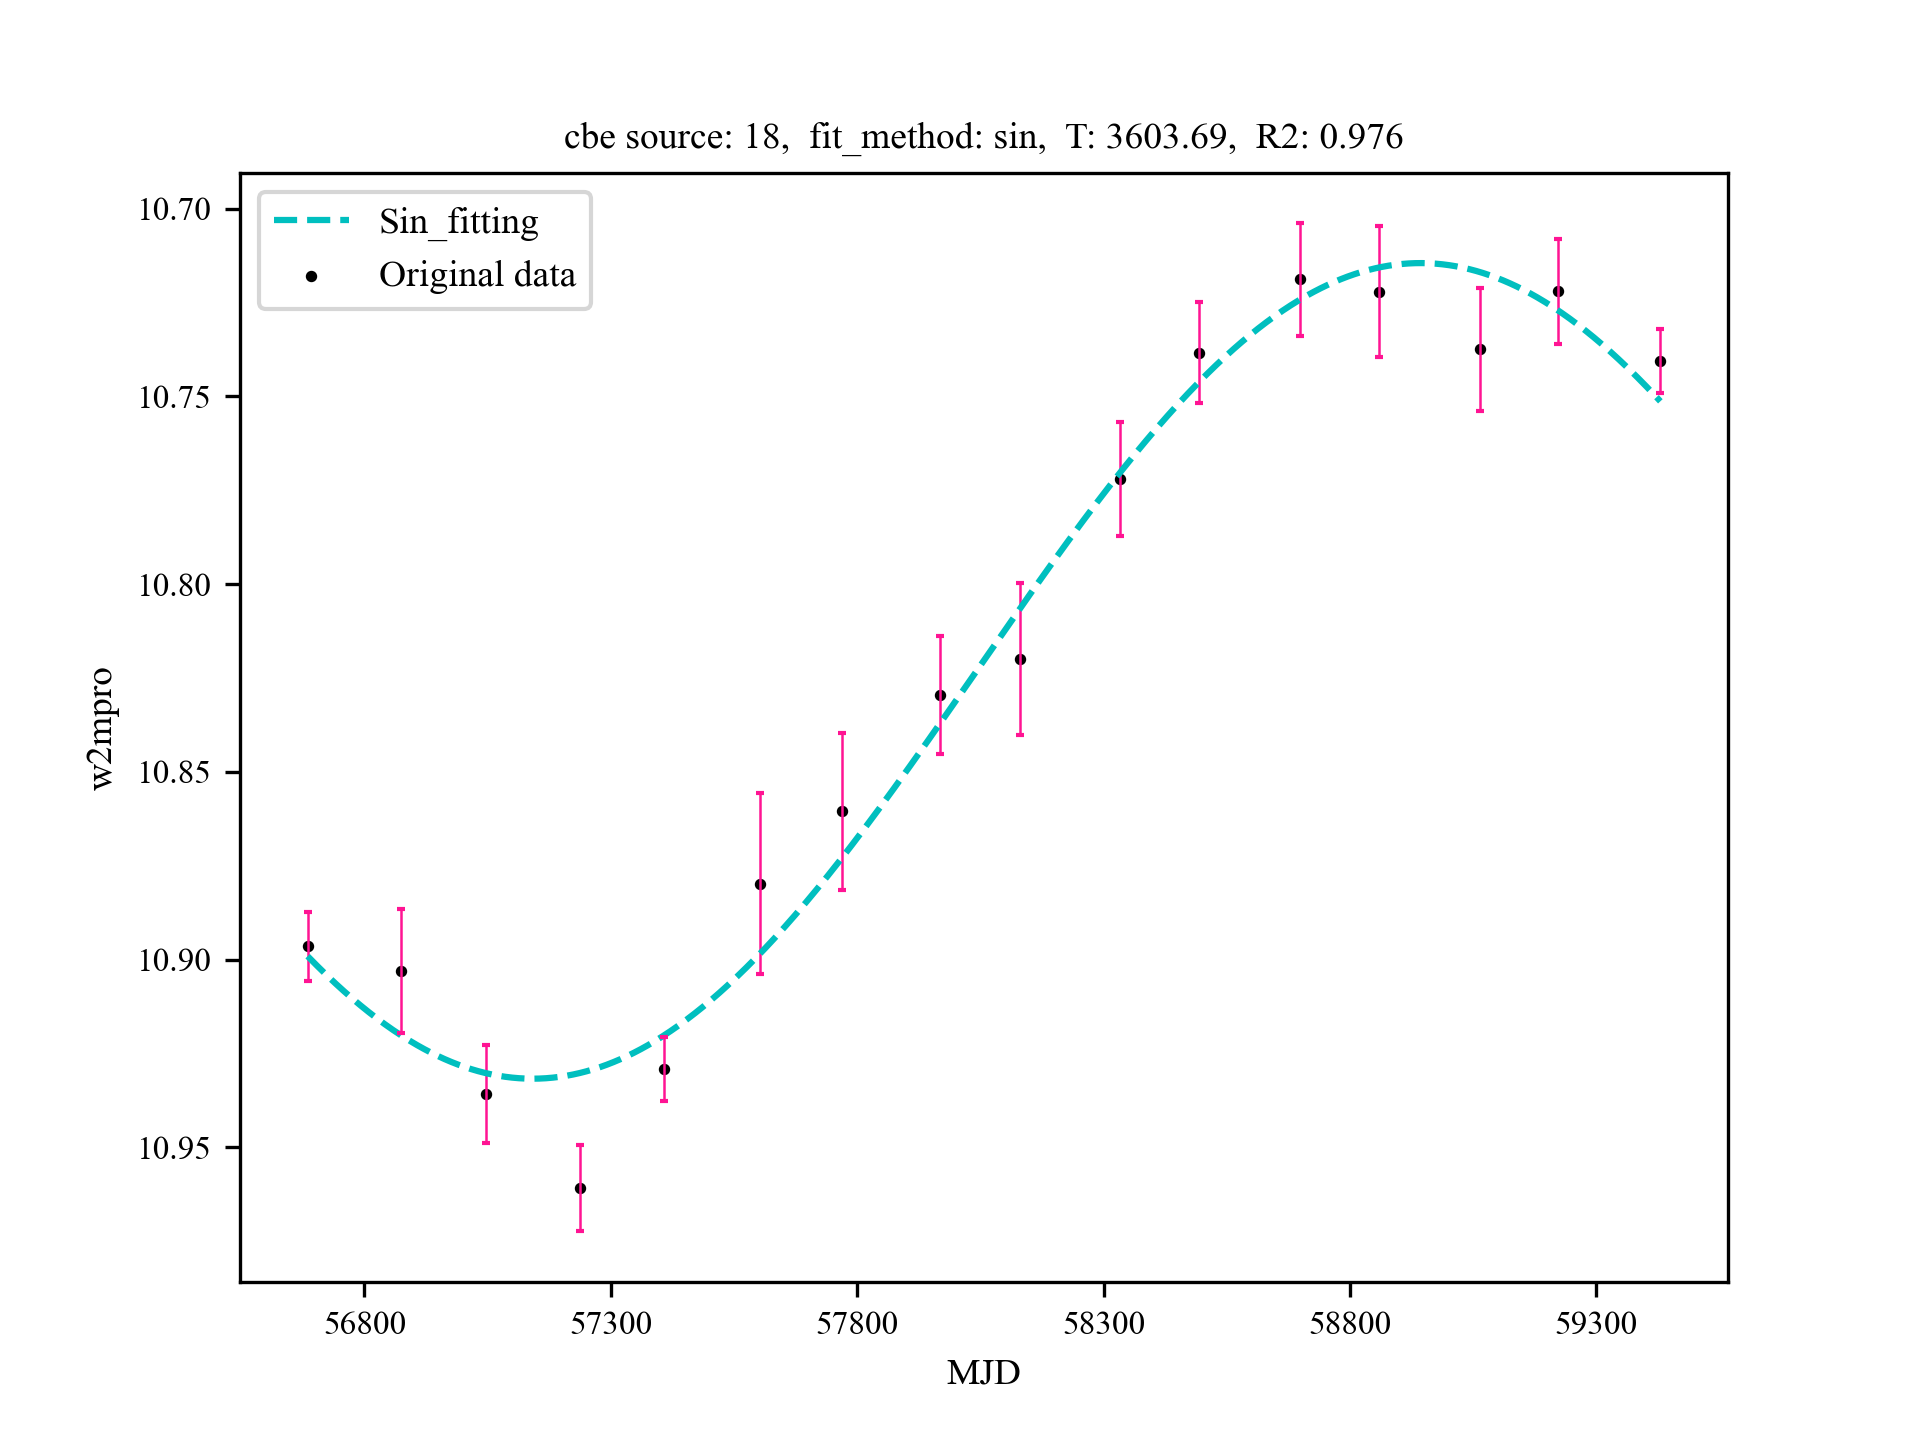 cbe source: 18, fit_method: sin, T: 3603.69, R2: 0.976
Sin_fitting
Original data
10.70
10.75
10.80
10.85
10.90
10.95
w2mpro
56800 57300 57800 58300 58800 59300
MJD